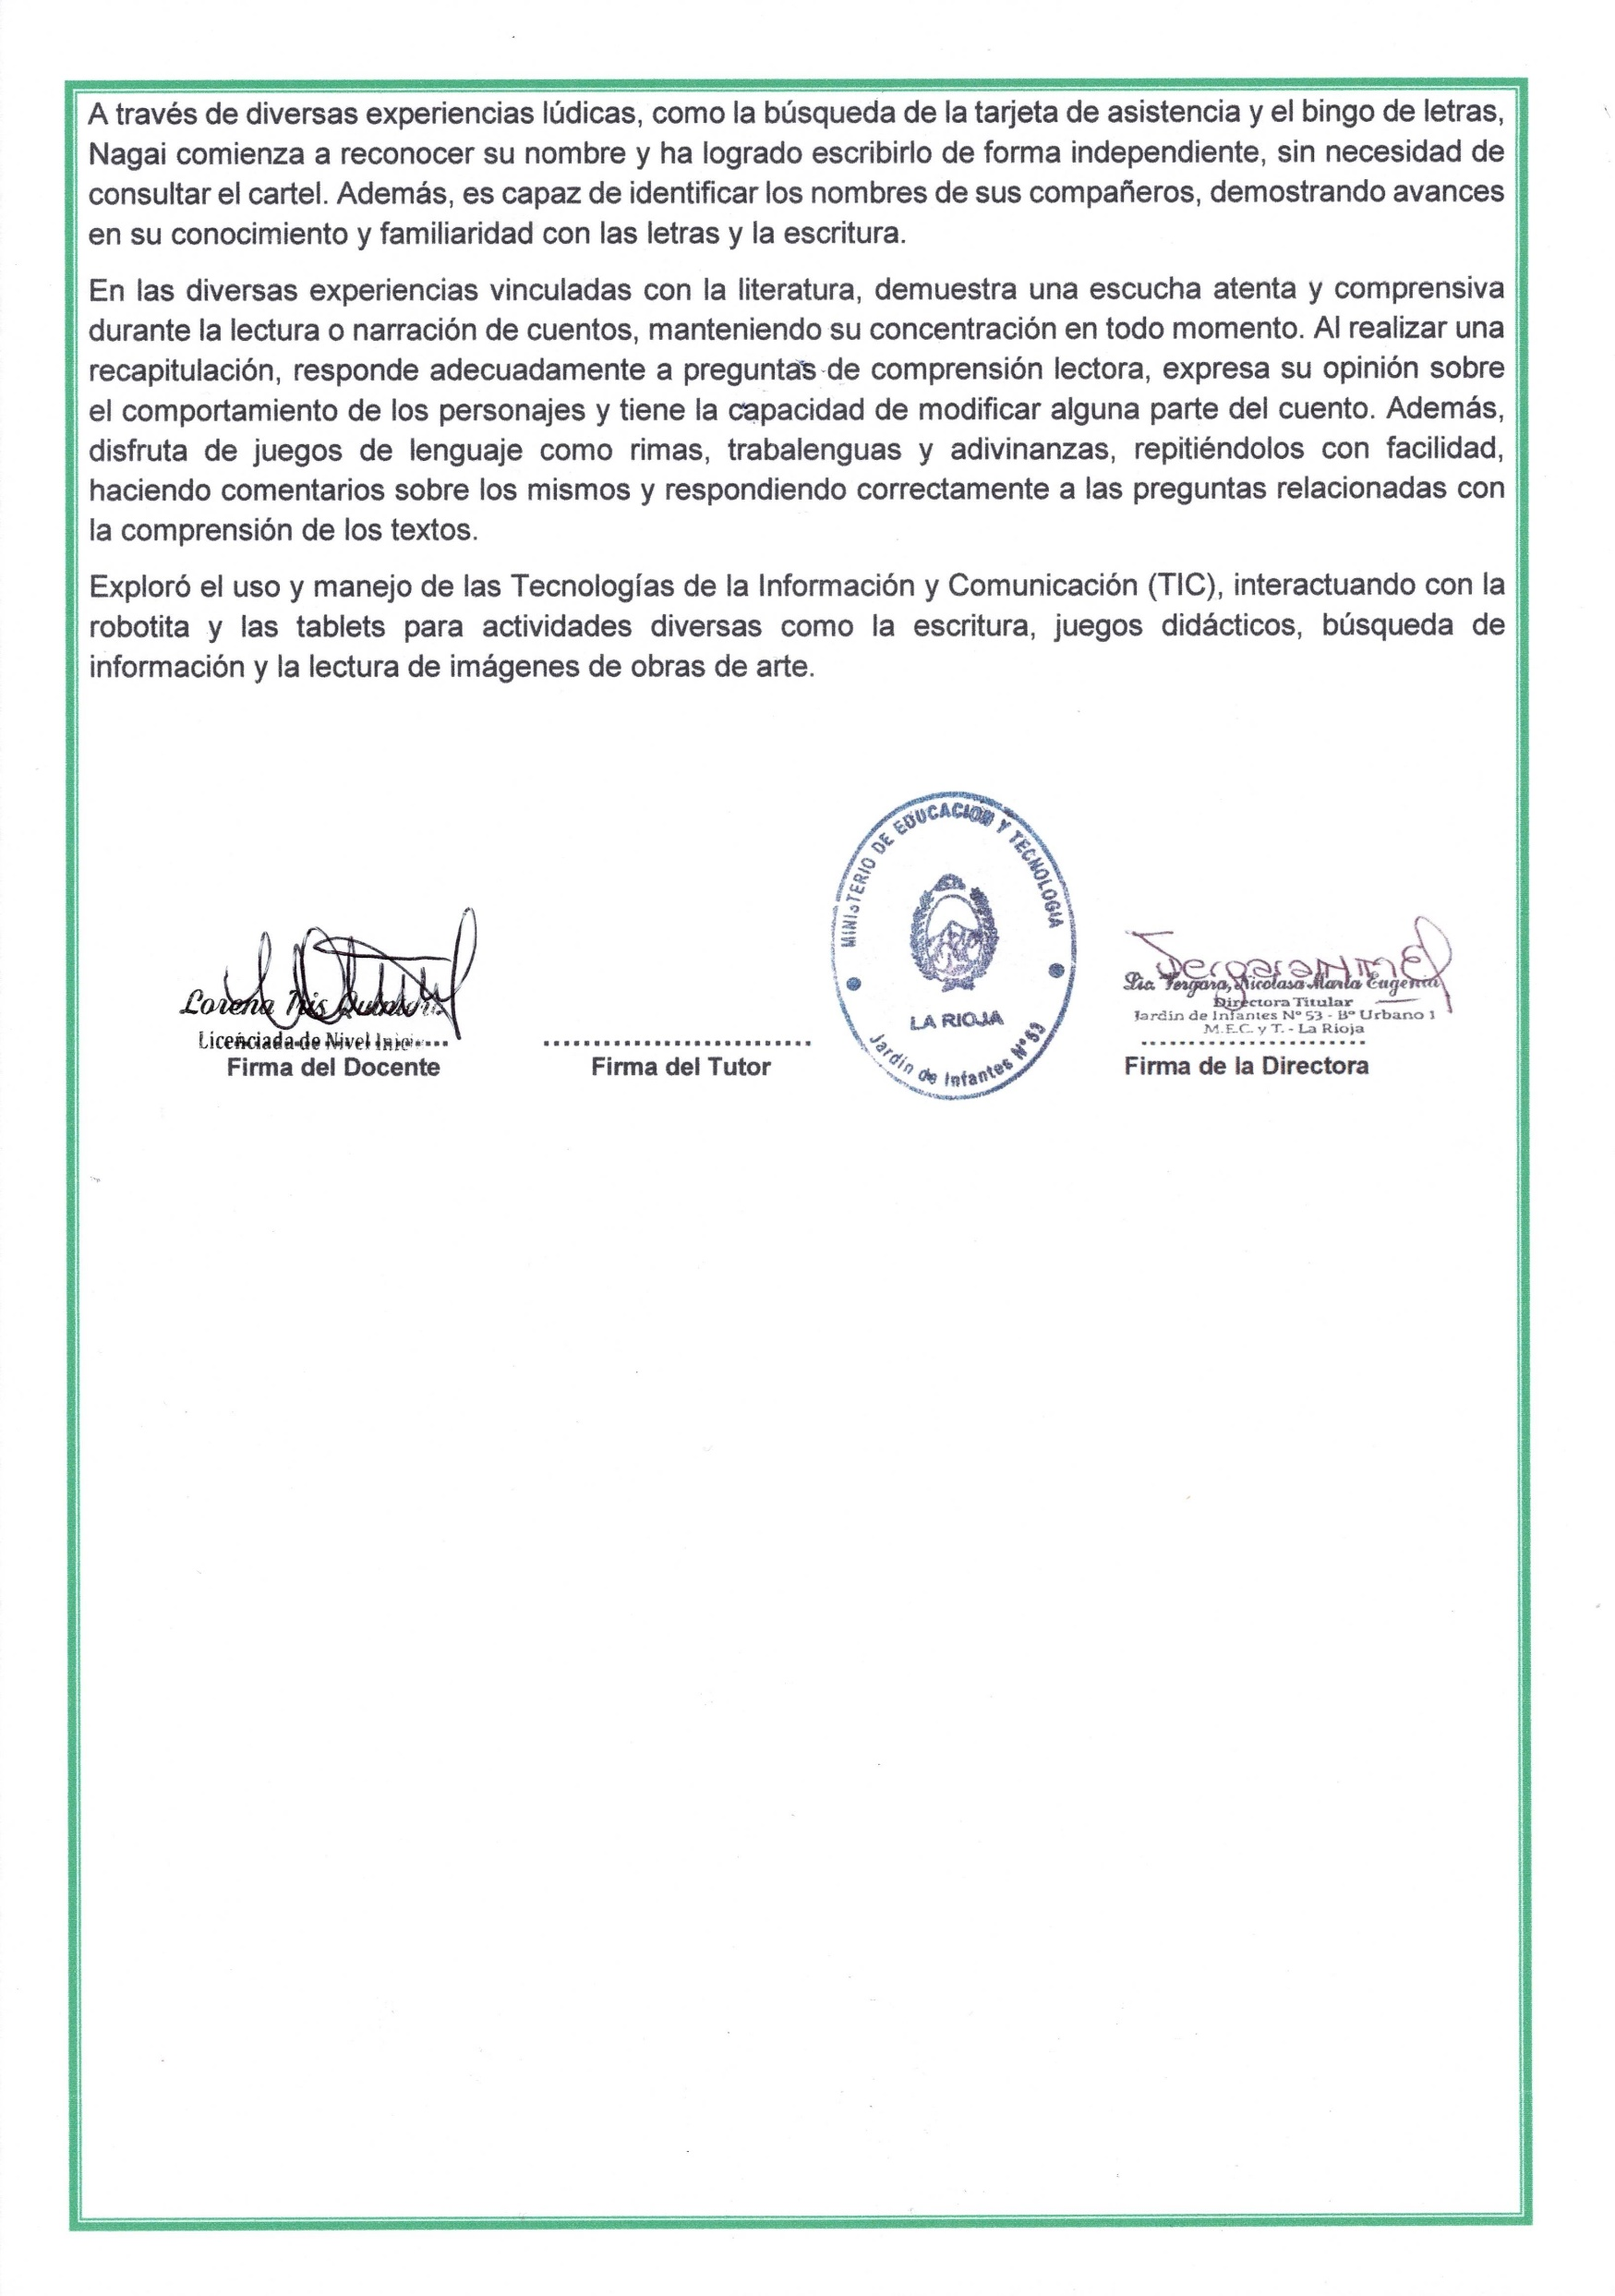 A través de diversas experiencias lúdicas, como la búsqueda de la tarjeta de asistencia y el bingo de letras,
Nagai comienza a reconocer su nombre y ha logrado escribirlo de forma independiente, sin necesidad de
consultar el cartel. Además, es capaz de identificar los nombres de sus compañeros, demostrando avances
en su conocimiento y familiaridad con las letras y la escritura.
En las diversas experiencias vinculadas con la literatura, demuestra una escucha atenta y comprensiva
durante la lectura o narración de cuentos, manteniendo su concentración en todo momento. Al realizar una
recapitulación, responde adecuadamente a preguntas de comprensión lectora, expresa su opinión sobre
el comportamiento de los personajes y tiene la capacidad de modificar alguna parte del cuento. Además,
disfruta de juegos de lenguaje como rimas, trabalenguas y adivinanzas, repitiéndolos con facilidad,
haciendo comentarios sobre los mismos y respondiendo correctamente a las preguntas relacionadas con
la comprensión de los textos.
Exploró el uso y manejo de las Tecnologías de la Información y Comunicación (TIC), interactuando con la
robotita y las tablets para actividades diversas como la escritura, juegos didácticos, búsqueda de
información y la lectura de imágenes de obras de arte.
MINISTERIO DE EDUCACION Y TECNOLOGIA
LA RIOJA
Jardín de Infantes N° 53
Lorena
Licenciada de Nivel
Firma del Docente
Firma del Tutor
Lic. Vergara, Nicolasa María Eugenia
Directora Titular
Jardín de Infantes N° 53 - B° Urbano 1
M.E.C. y T. - La Rioja
Firma de la Directora